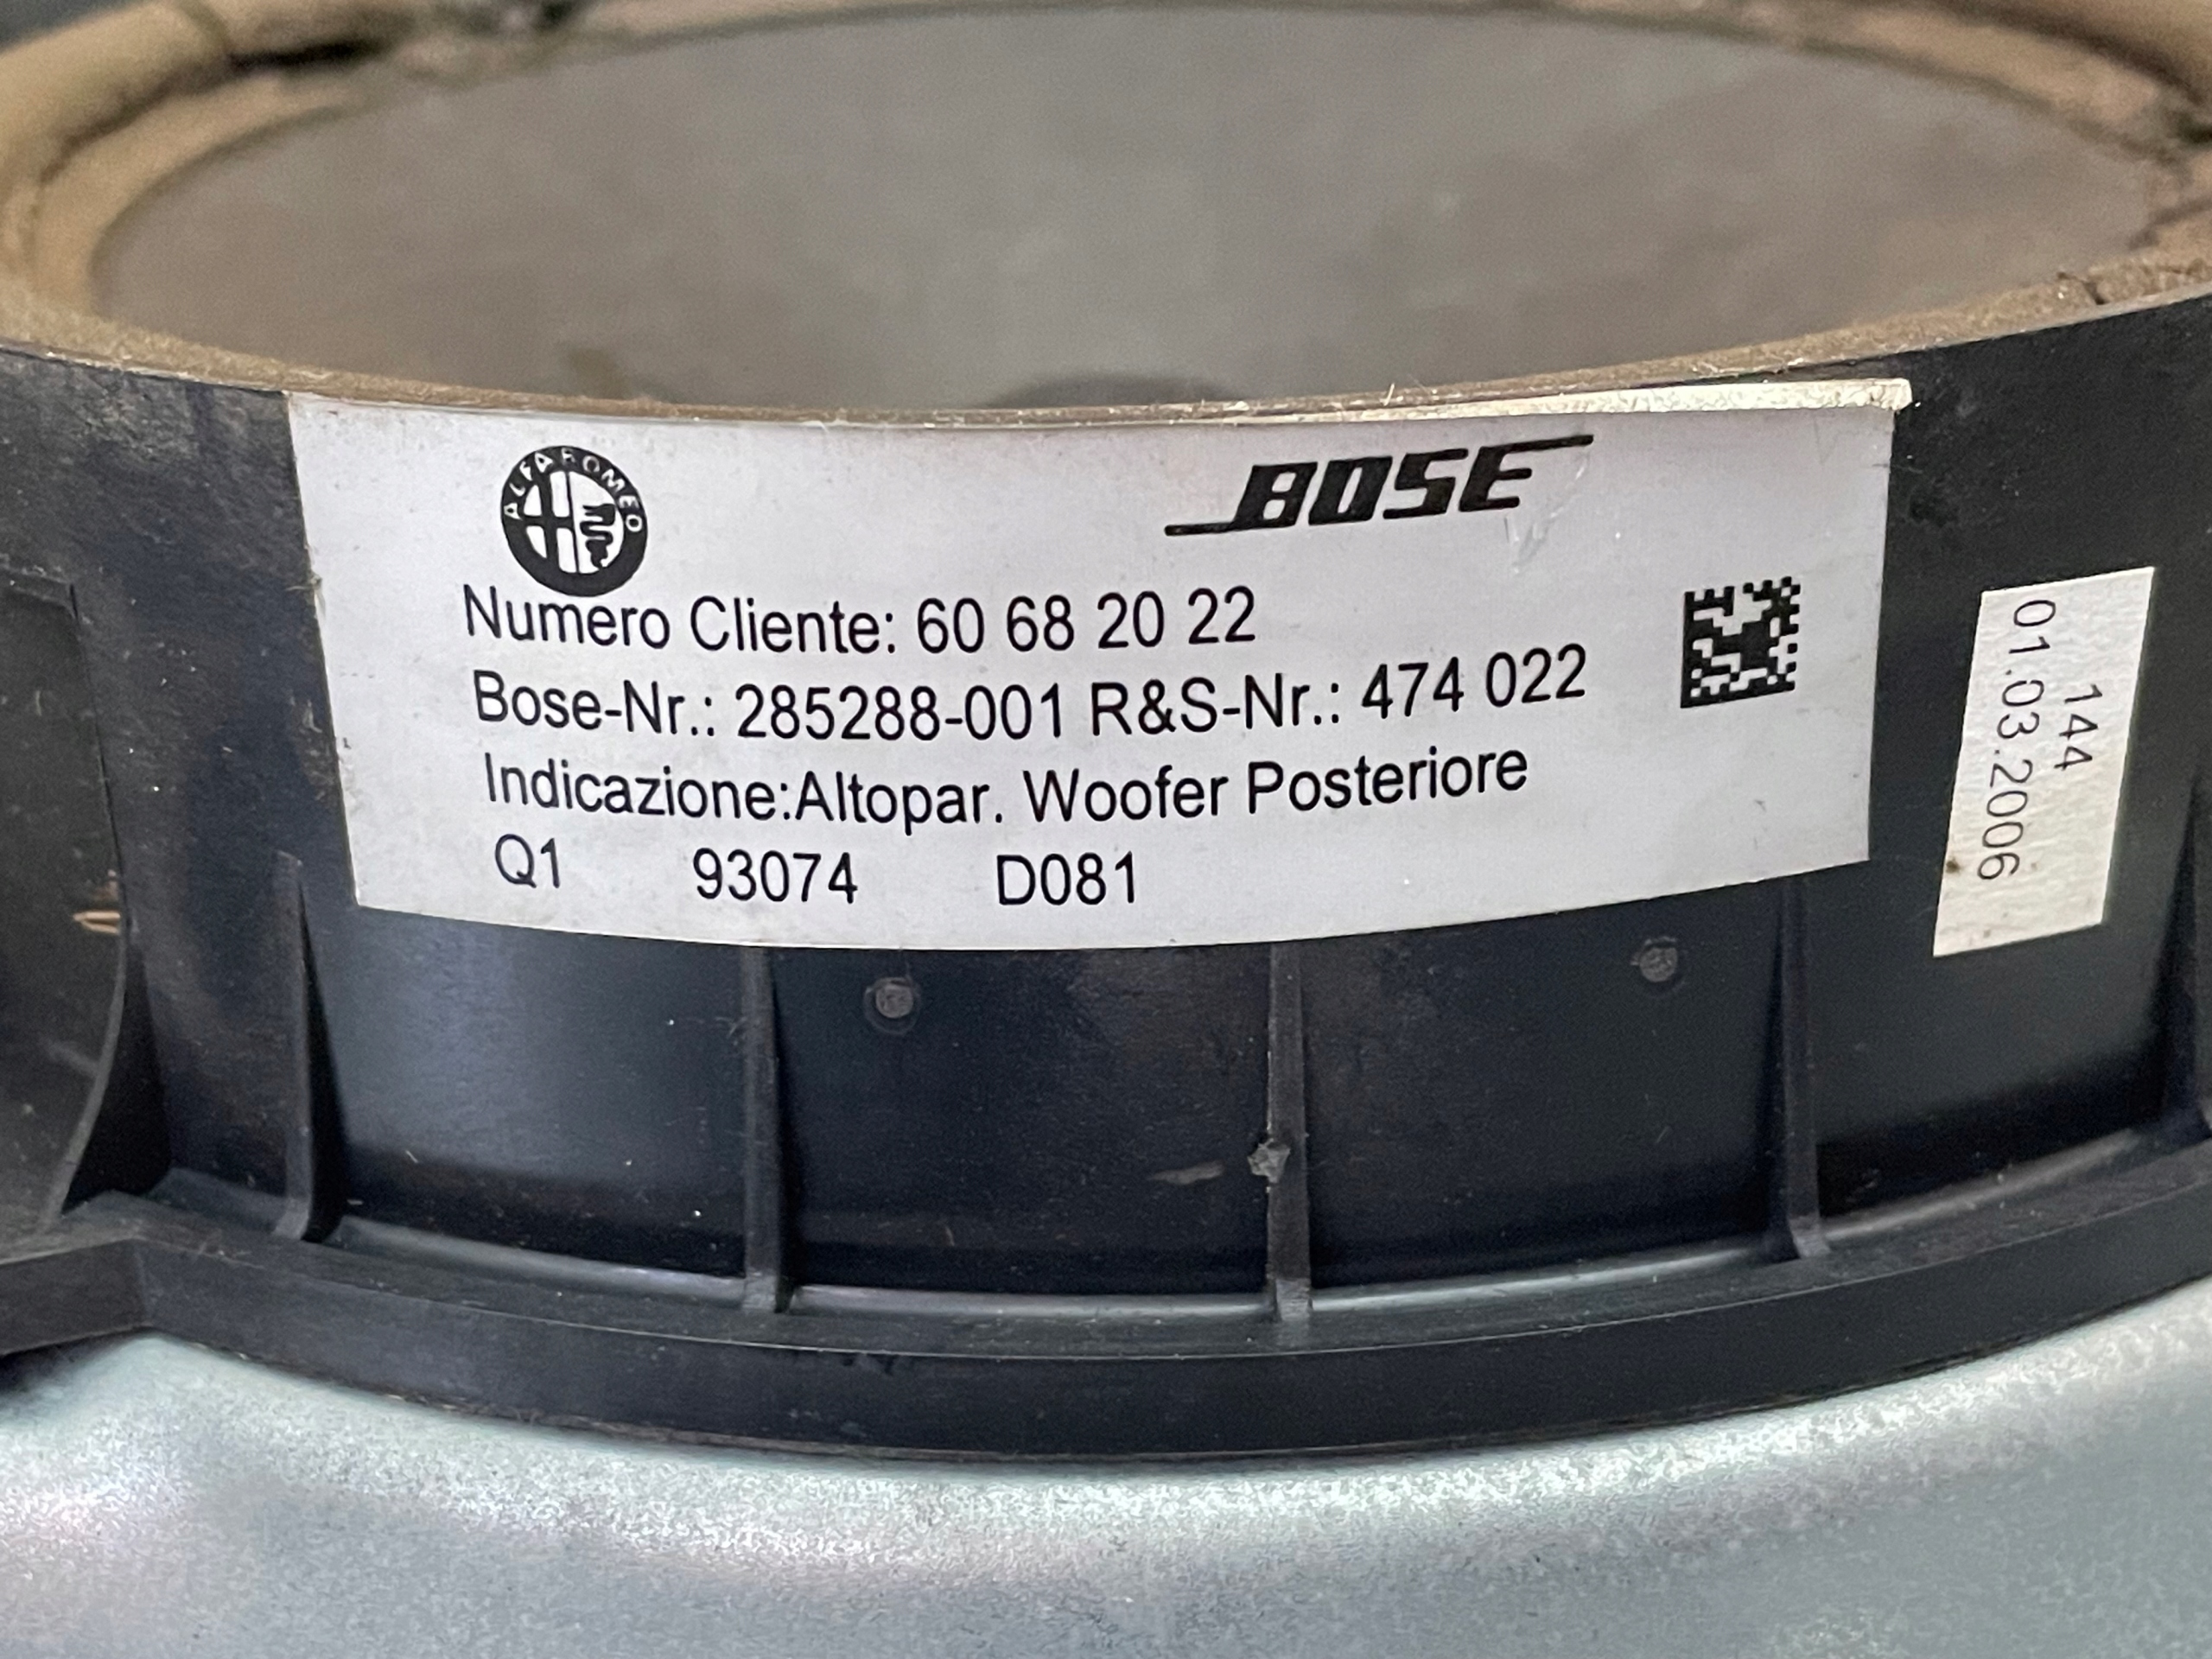 ALFA ROMEO
BOSE
Numero Cliente: 60 68 20 22
Bose-Nr.: 285288-001 R&S-Nr.: 474 022
Indicazione:Altopar. Woofer Posteriore
Q1 93074 D081
144
01.03.2006